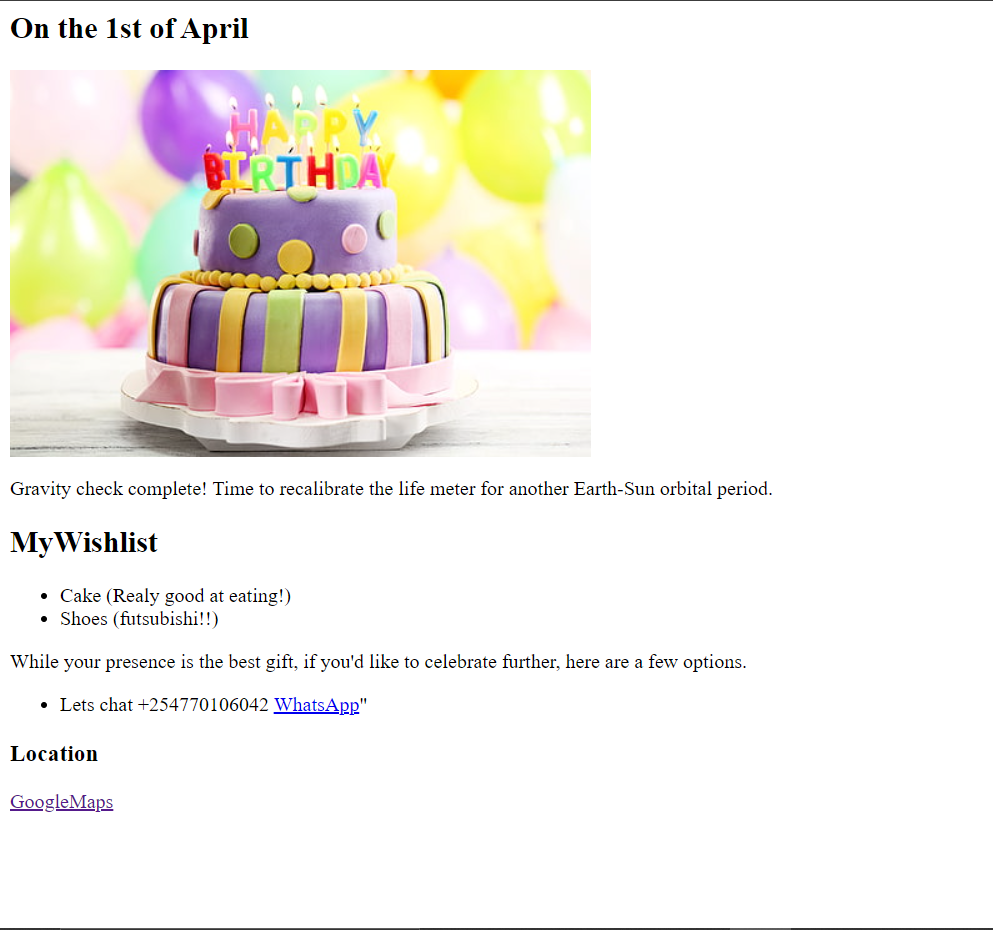 On the 1st of April
HAPPY
BIRTHDAY
Gravity check complete! Time to recalibrate the life meter for another Earth-Sun orbital period.
MyWishlist
Cake (Realy good at eating!)
Shoes (futsubishi!!)
While your presence is the best gift, if you'd like to celebrate further, here are a few options.
Lets chat +254770106042 WhatsApp"
Location
GoogleMaps